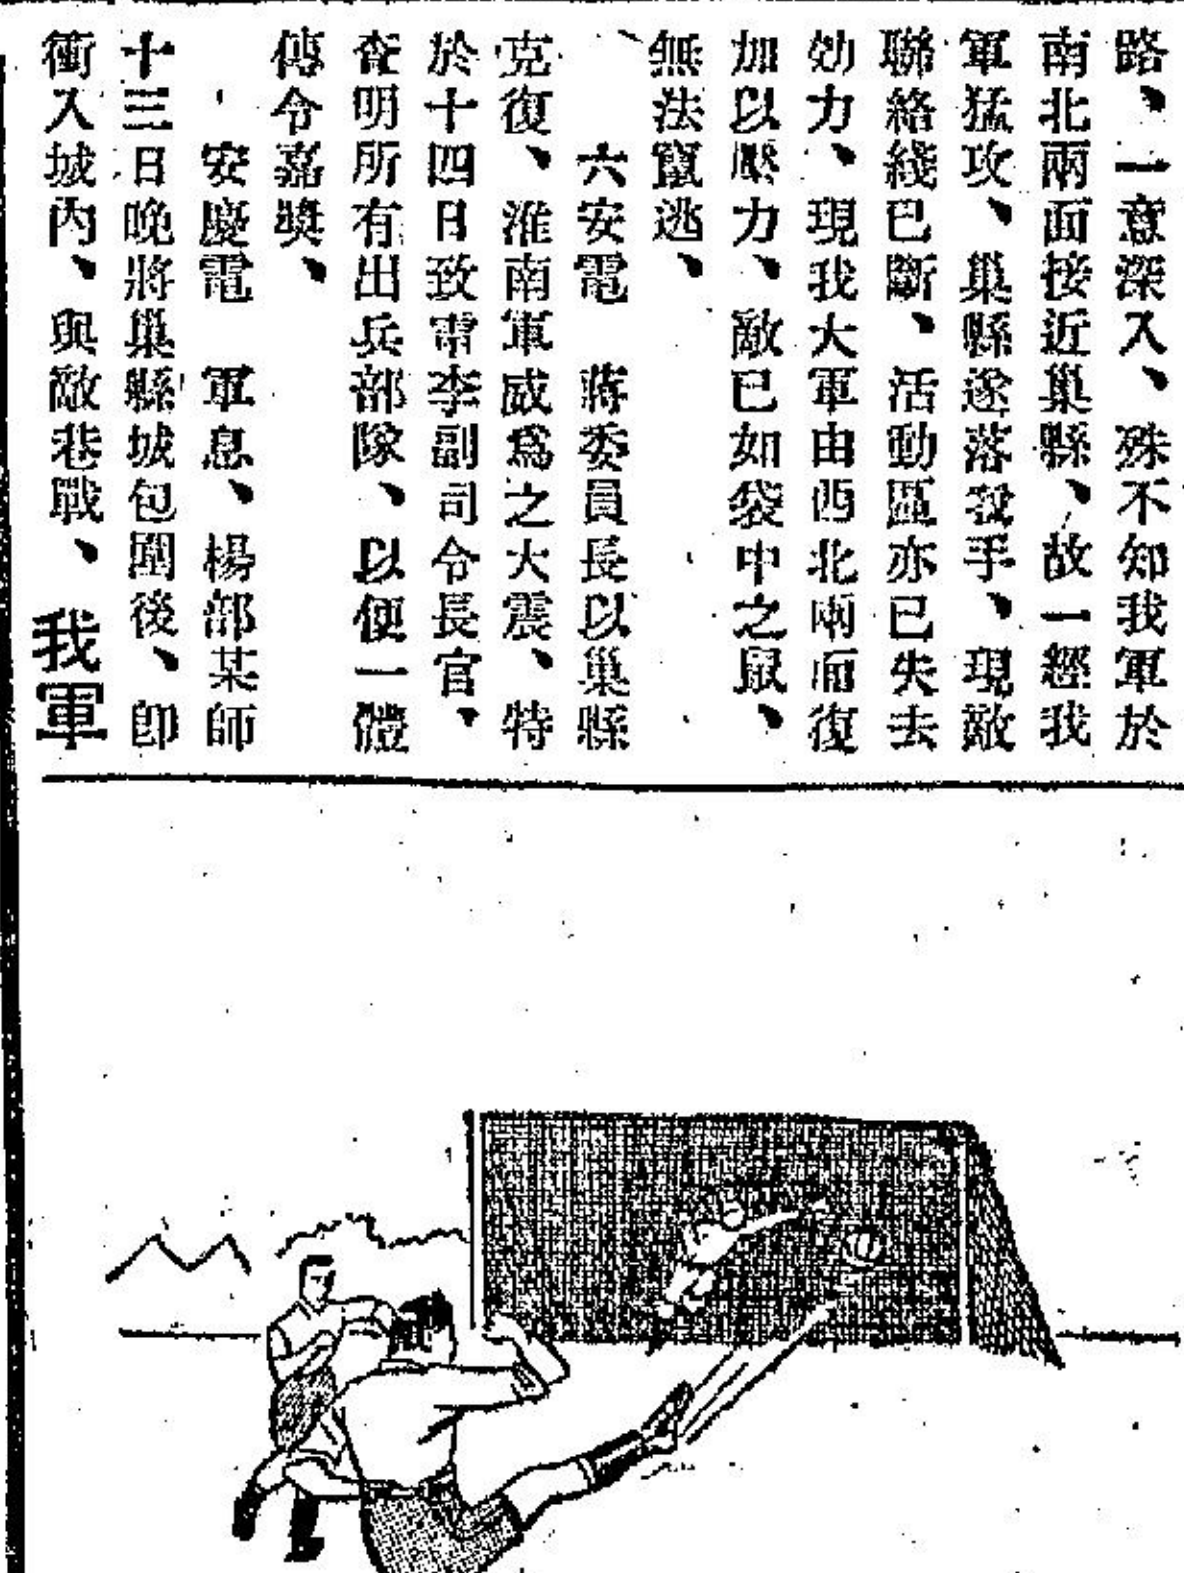 路、一意深入、殊不知我軍於
南北兩面接近巢縣、故一經我
軍猛攻、巢縣遂落我手、現敵
聯絡綫已斷、活動區亦已失去
効力、現我大軍由西北兩面復
加以壓力、敵已如袋中之鼠、
無法竄逃、
六安電　蔣委員長以巢縣
克復、淮南軍威爲之大震、特
於十四日致電李副司令長官、
查明所有出兵部隊、以便一體
傳令嘉獎、
安慶電　軍息、楊部某師
十三日晚將巢縣城包圍後、卽
衝入城內、與敵巷戰、我軍